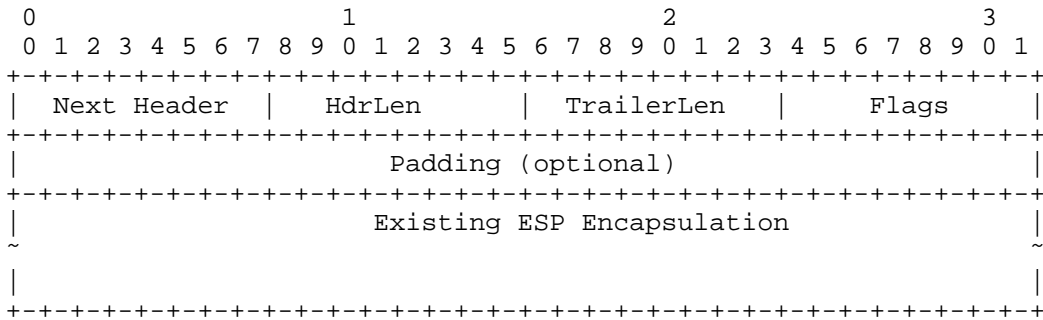 0                   1                   2                   3
 0 1 2 3 4 5 6 7 8 9 0 1 2 3 4 5 6 7 8 9 0 1 2 3 4 5 6 7 8 9 0 1
+-+-+-+-+-+-+-+-+-+-+-+-+-+-+-+-+-+-+-+-+-+-+-+-+-+-+-+-+-+-+-+-+
|  Next Header  |   HdrLen      |  TrailerLen   |     Flags     |
+-+-+-+-+-+-+-+-+-+-+-+-+-+-+-+-+-+-+-+-+-+-+-+-+-+-+-+-+-+-+-+-+
|                       Padding (optional)                      |
+-+-+-+-+-+-+-+-+-+-+-+-+-+-+-+-+-+-+-+-+-+-+-+-+-+-+-+-+-+-+-+-+
|                      Existing ESP Encapsulation               |
~                                                               ~
|                                                               |
+-+-+-+-+-+-+-+-+-+-+-+-+-+-+-+-+-+-+-+-+-+-+-+-+-+-+-+-+-+-+-+-+